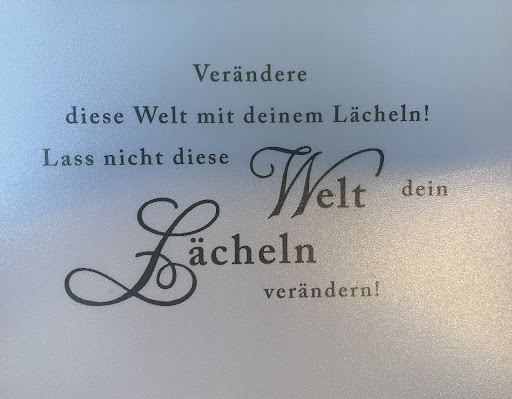 Verändere
diese Welt mit deinem Lächeln!
Lass nicht diese Welt dein
Lächeln
verändern!